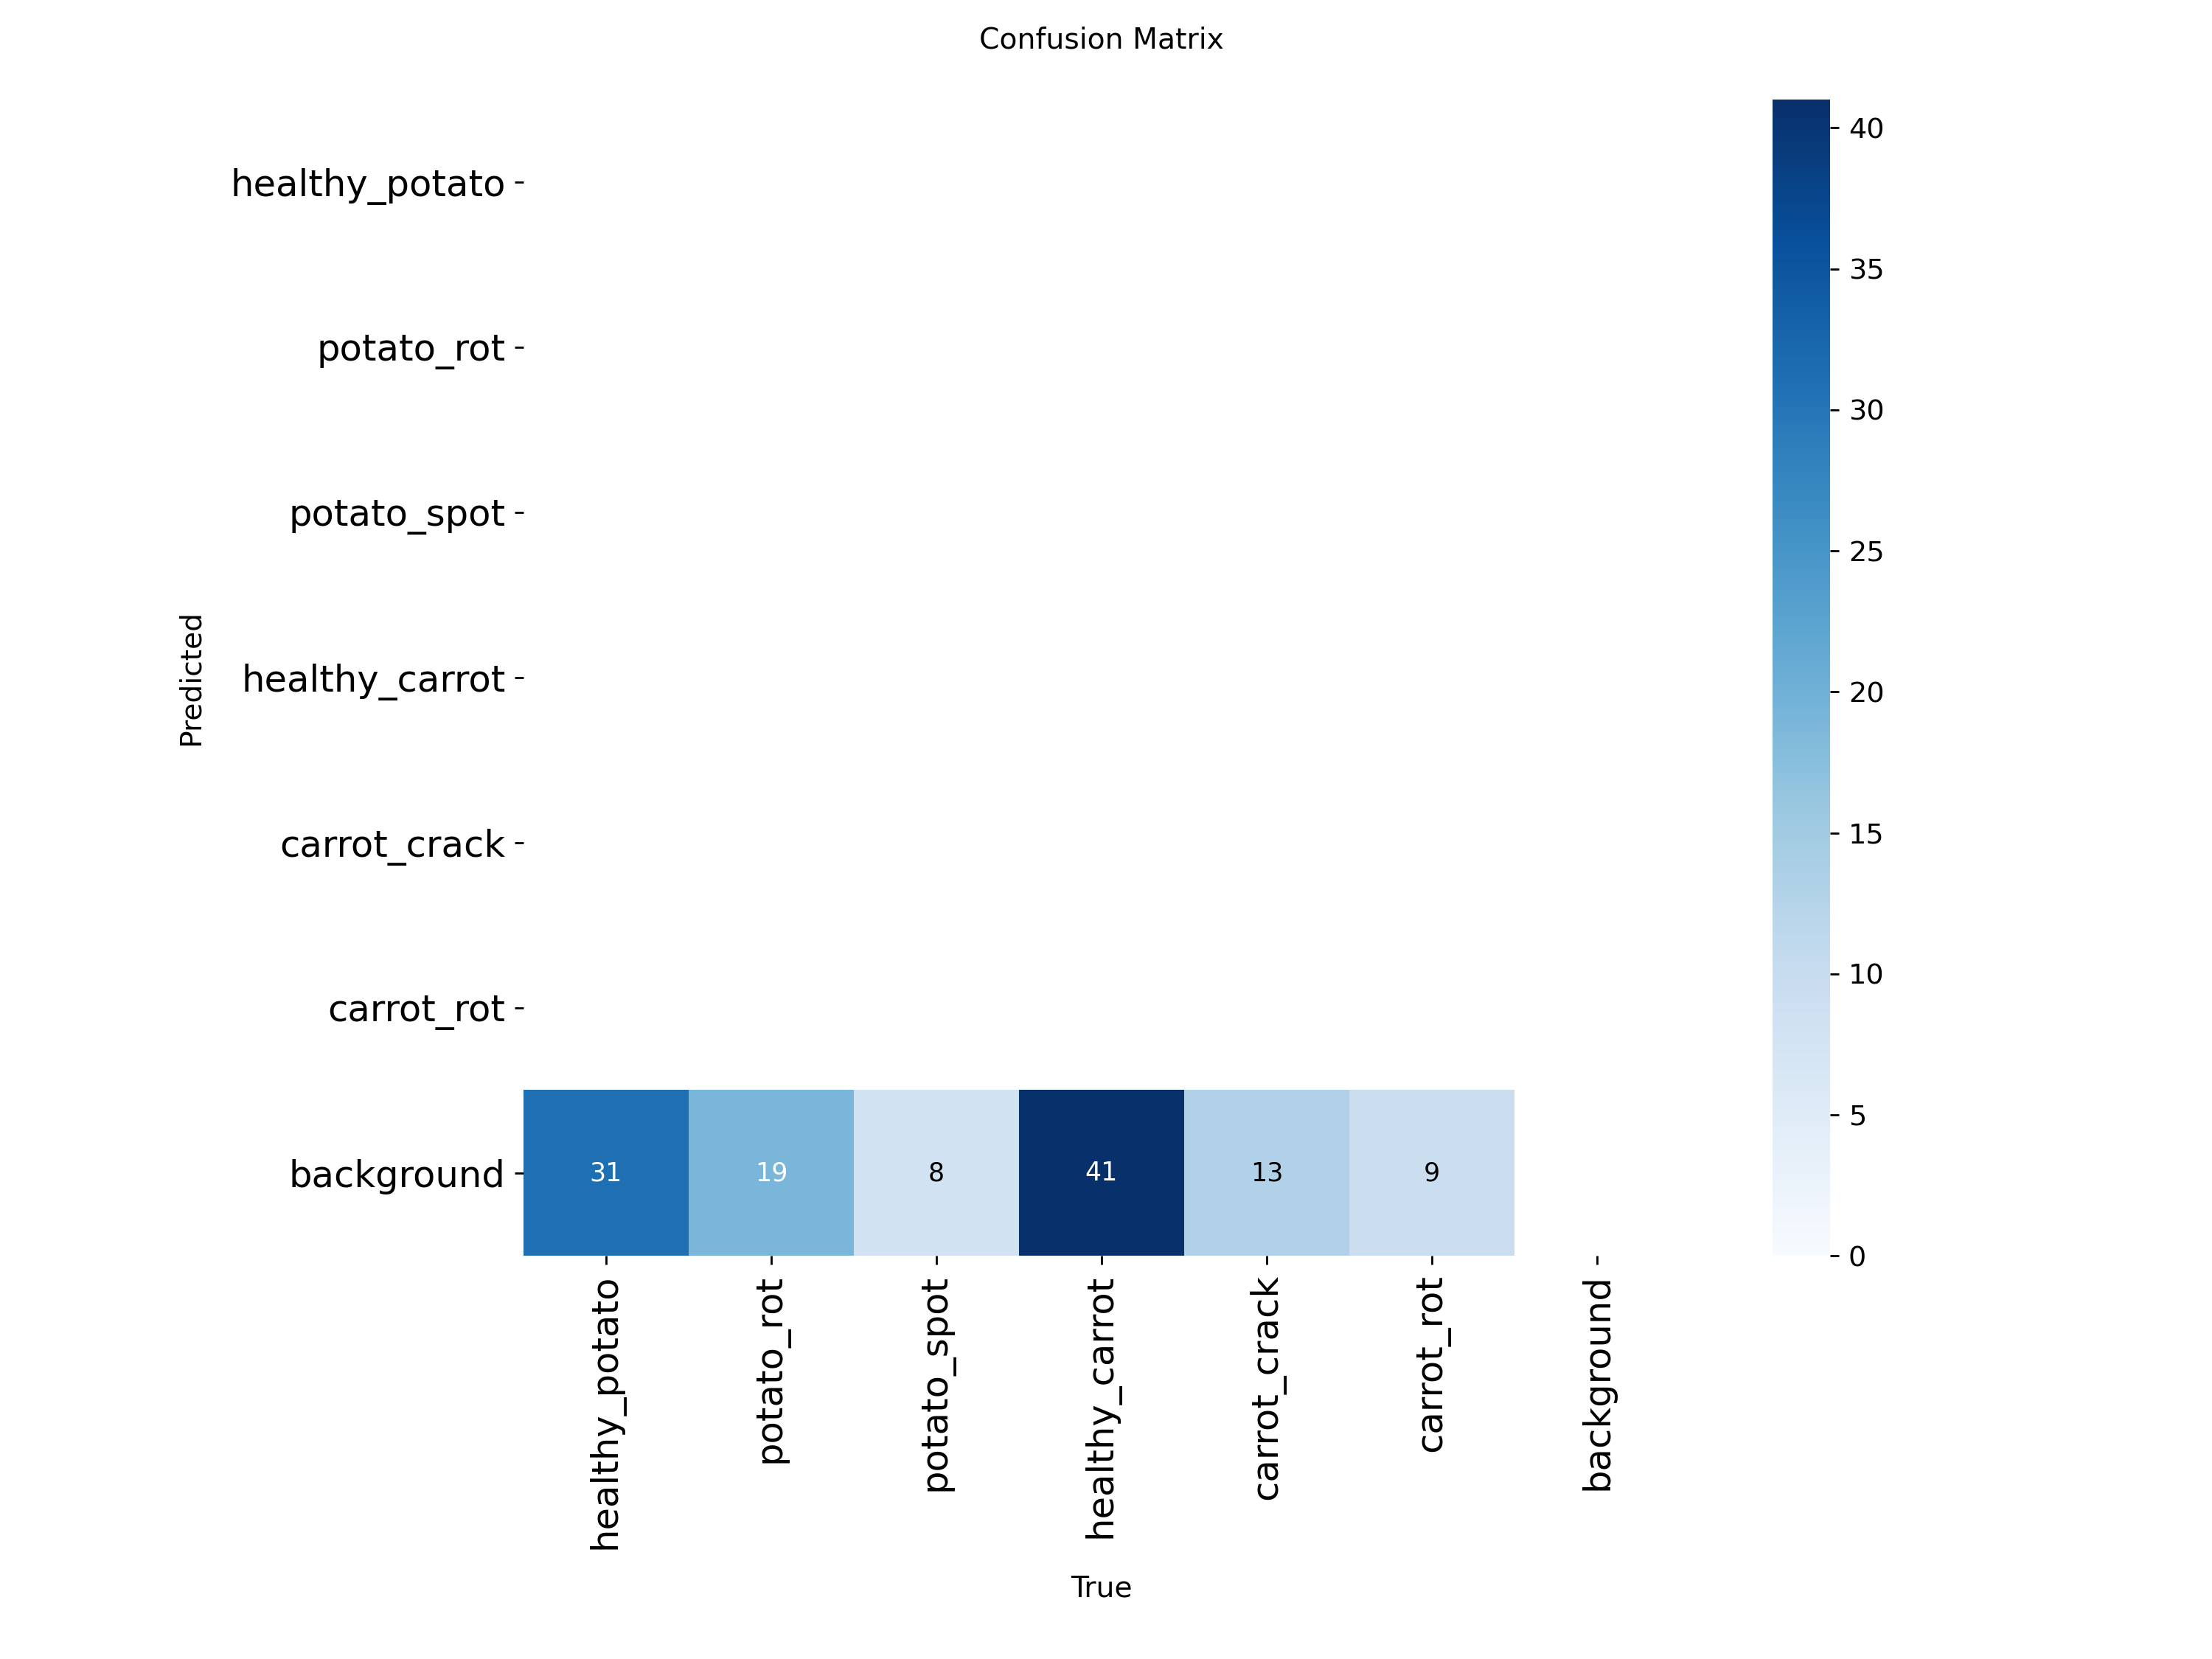 Confusion Matrix
healthy_potato
potato_rot
potato_spot
healthy_carrot
carrot_crack
carrot_rot
background
Predicted
31 19 8 41 13 9
healthy_potato
potato_rot
potato_spot
healthy_carrot
carrot_crack
carrot_rot
background
True
40
35
30
25
20
15
10
5
0